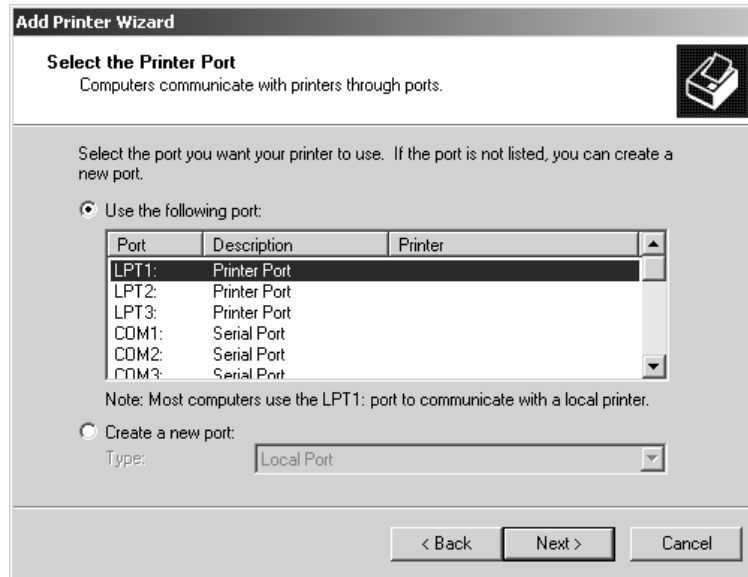 Add Printer Wizard
Select the Printer Port
Computers communicate with printers through ports.
Select the port you want your printer to use. If the port is not listed, you can create a
new port.
Use the following port:
Port Description Printer
LPT1: Printer Port
LPT2: Printer Port
LPT3: Printer Port
COM1: Serial Port
COM2: Serial Port
COM3: Serial Port
Note: Most computers use the LPT1: port to communicate with a local printer.
Create a new port:
Type: Local Port
< Back Next > Cancel